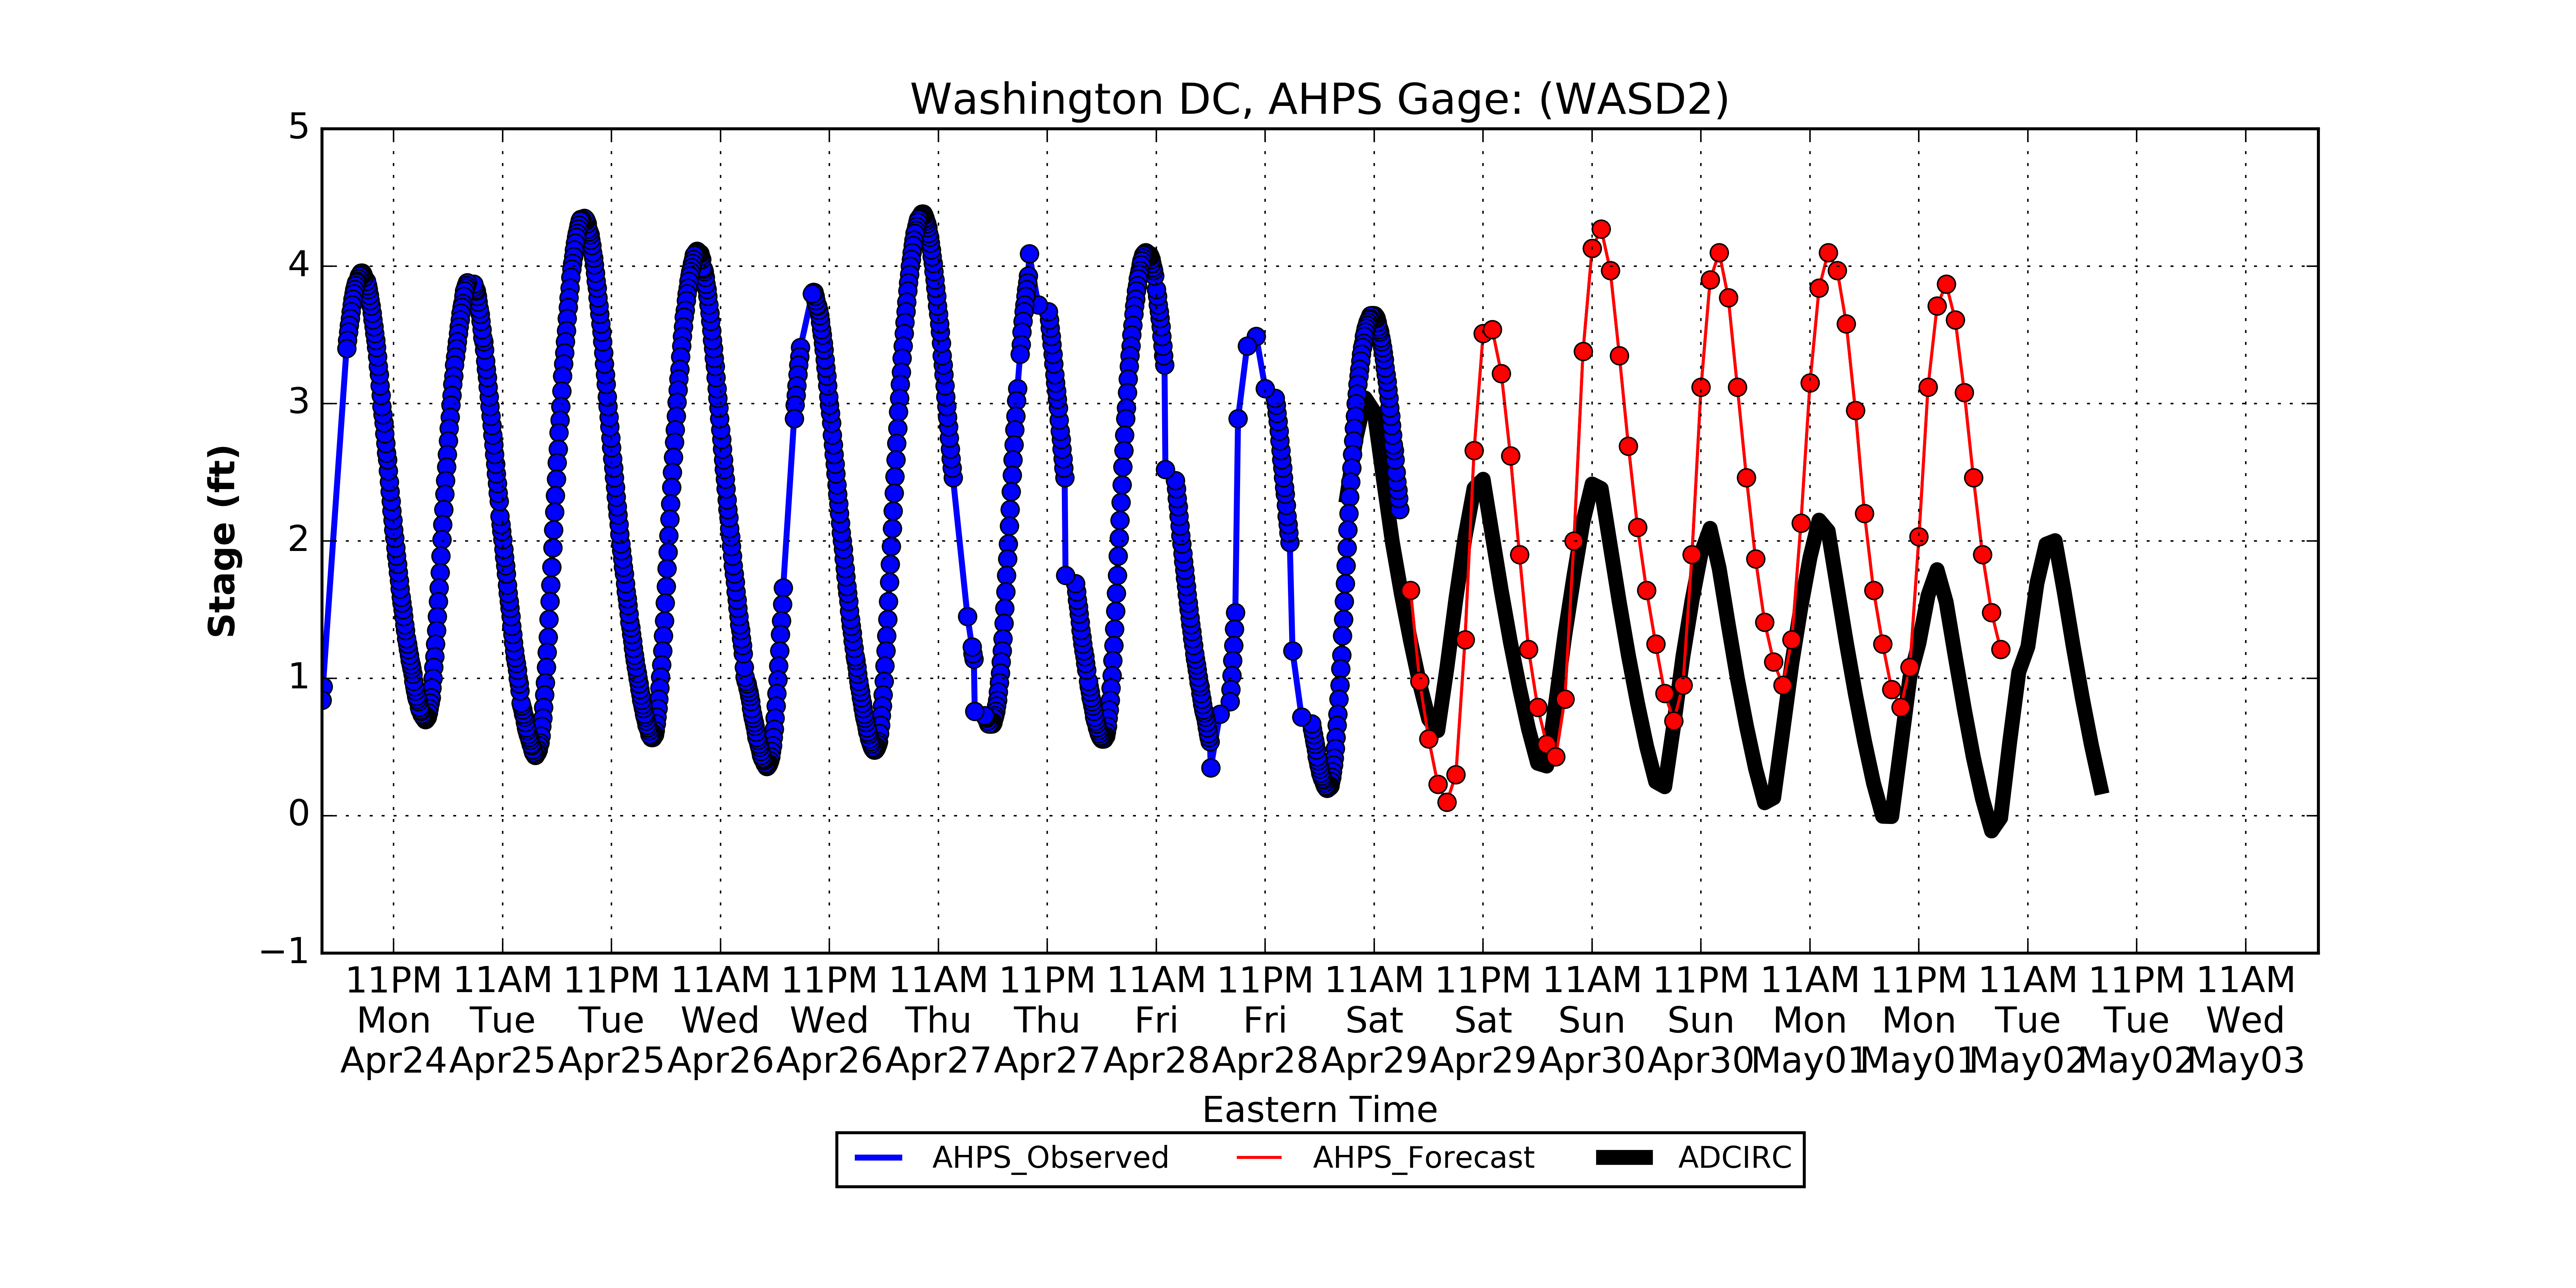 Washington DC, AHPS Gage: (WASD2)
Stage (ft)
5
4
3
2
1
0
−1
11PM 11AM 11PM 11AM 11PM 11AM 11PM 11AM 11PM 11AM 11PM 11AM 11PM 11AM 11PM 11AM 11PM 11AM
Mon Tue Tue Wed Wed Thu Thu Fri Fri Sat Sat Sun Sun Mon Mon Tue Tue Wed
Apr24 Apr25 Apr25 Apr26 Apr26 Apr27 Apr27 Apr28 Apr28 Apr29 Apr29 Apr30 Apr30 May01 May01 May02 May02 May03
Eastern Time
AHPS_Observed AHPS_Forecast ADCIRC